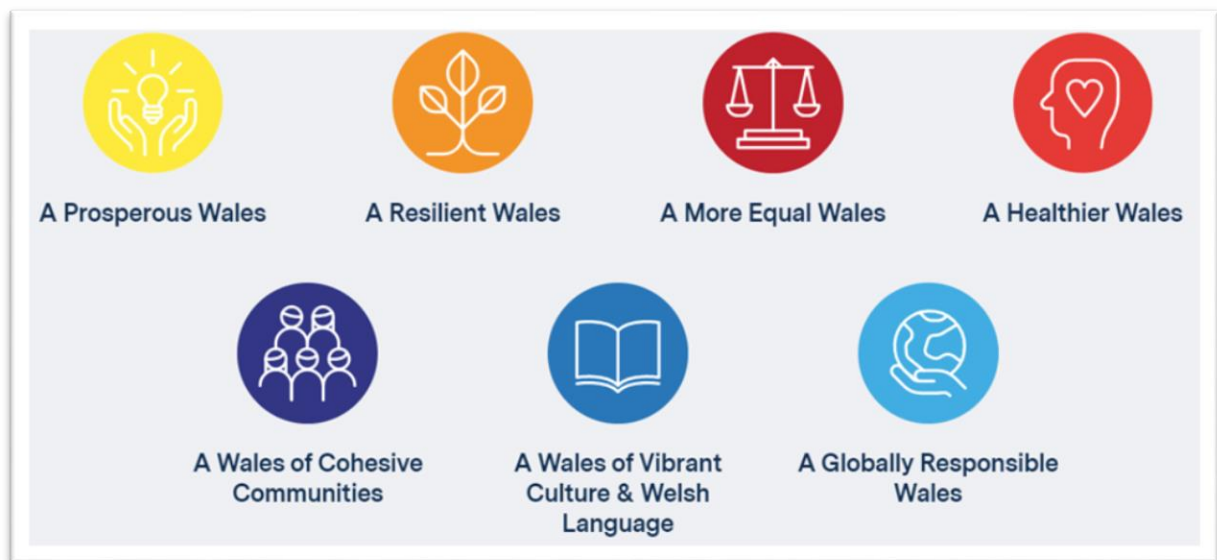 A Prosperous Wales
A Resilient Wales
A More Equal Wales
A Healthier Wales
A Wales of Cohesive
Communities
A Wales of Vibrant
Culture & Welsh
Language
A Globally Responsible
Wales